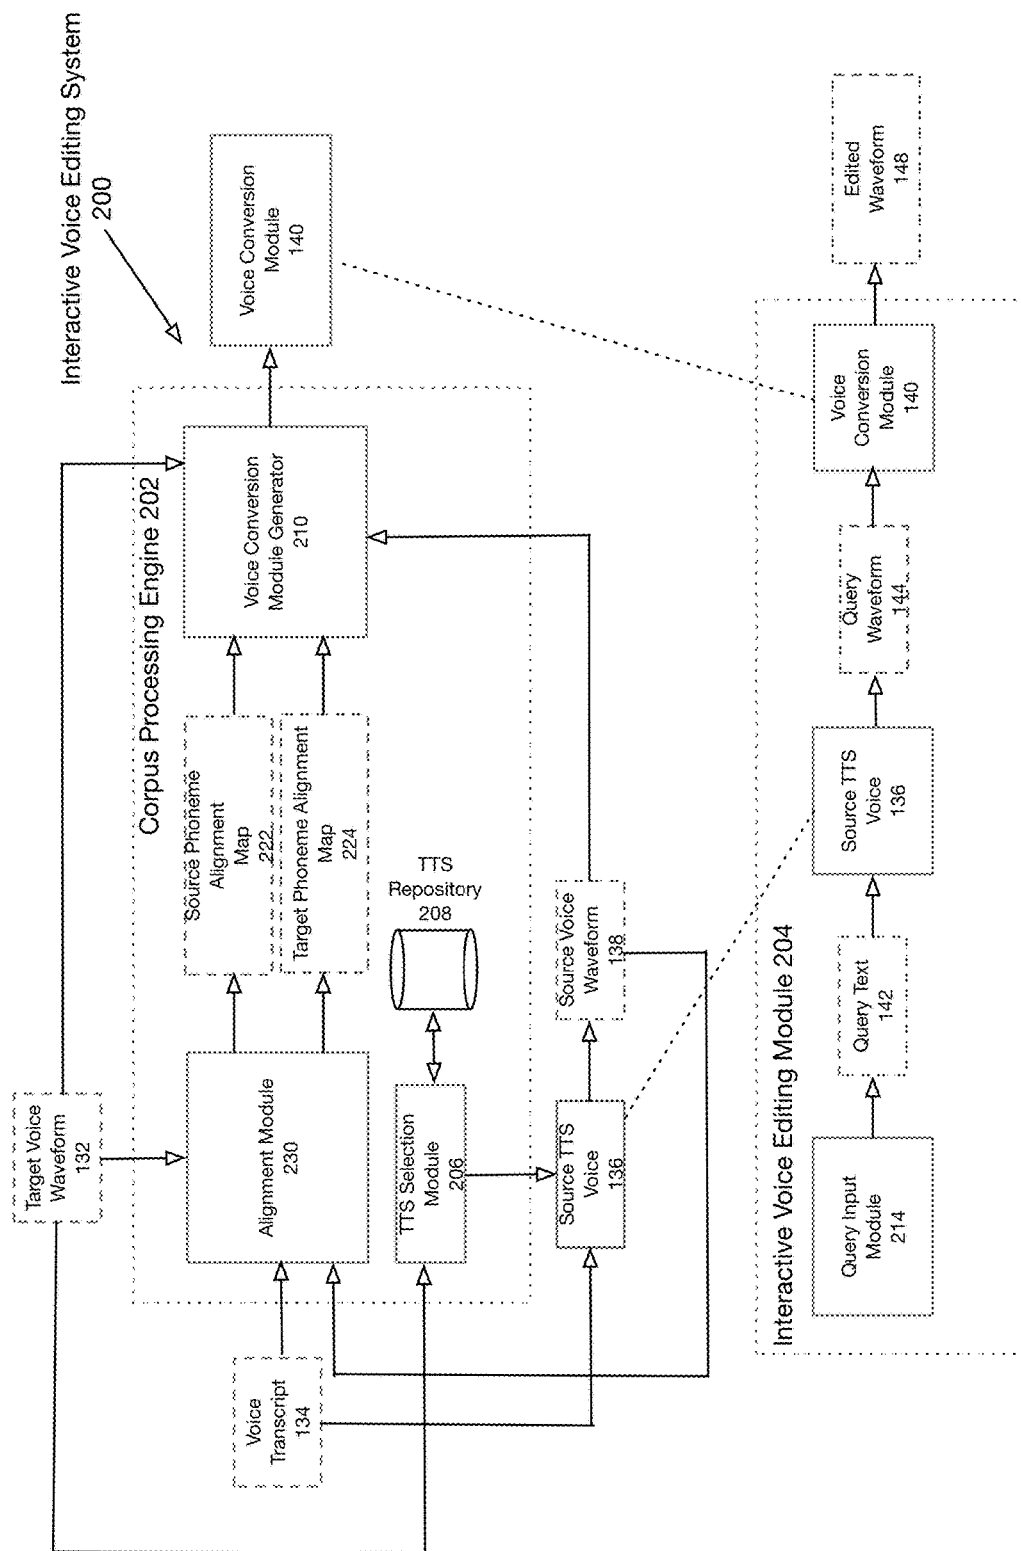 Interactive Voice Editing System
200
Target Voice
Waveform
132
Corpus Processing Engine 202
Voice
Transcript
134
Alignment Module
230
Source Phoneme
Alignment
Map
222
Target Phoneme Alignment
Map
224
Voice Conversion
Module Generator
210
Voice Conversion
Module
140
TTS Selection
Module
206
TTS
Repository
208
Source TTS
Voice
136
Source Voice
Waveform
138
Interactive Voice Editing Module 204
Query Input
Module
214
Query Text
142
Source TTS
Voice
136
Query
Waveform
144
Voice
Conversion
Module
140
Edited
Waveform
148